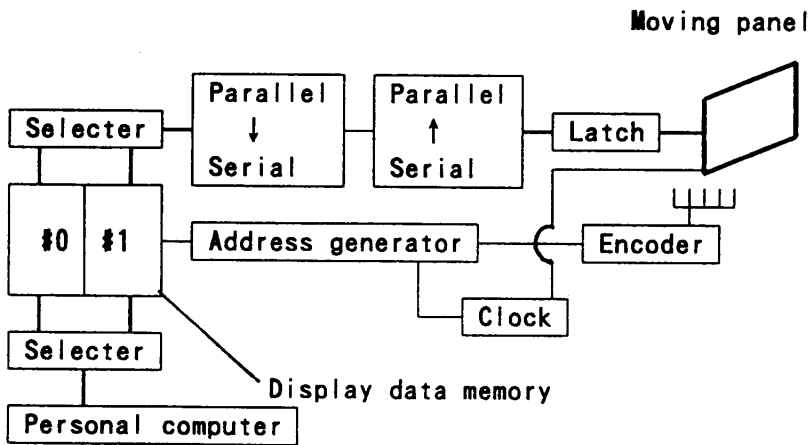 Moving panel
Parallel
↓
Serial
Parallel
↑
Serial
Selecter
Latch
#0
#1
Address generator
Encoder
Clock
Selecter
Display data memory
Personal computer